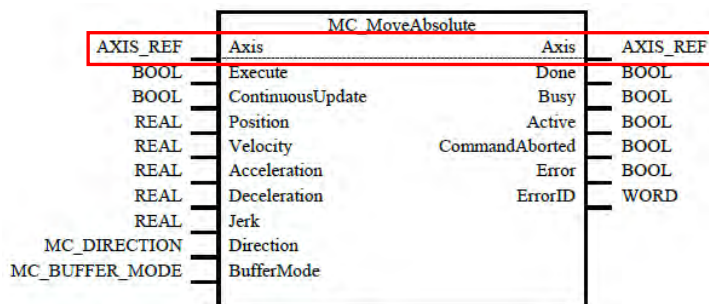 MC_MoveAbsolute
AXIS_REF Axis Axis AXIS_REF
BOOL Execute Done BOOL
BOOL ContinuousUpdate Busy BOOL
REAL Position Active BOOL
REAL Velocity CommandAborted BOOL
REAL Acceleration Error BOOL
REAL Deceleration ErrorID WORD
REAL Jerk
MC_DIRECTION Direction
MC_BUFFER_MODE BufferMode